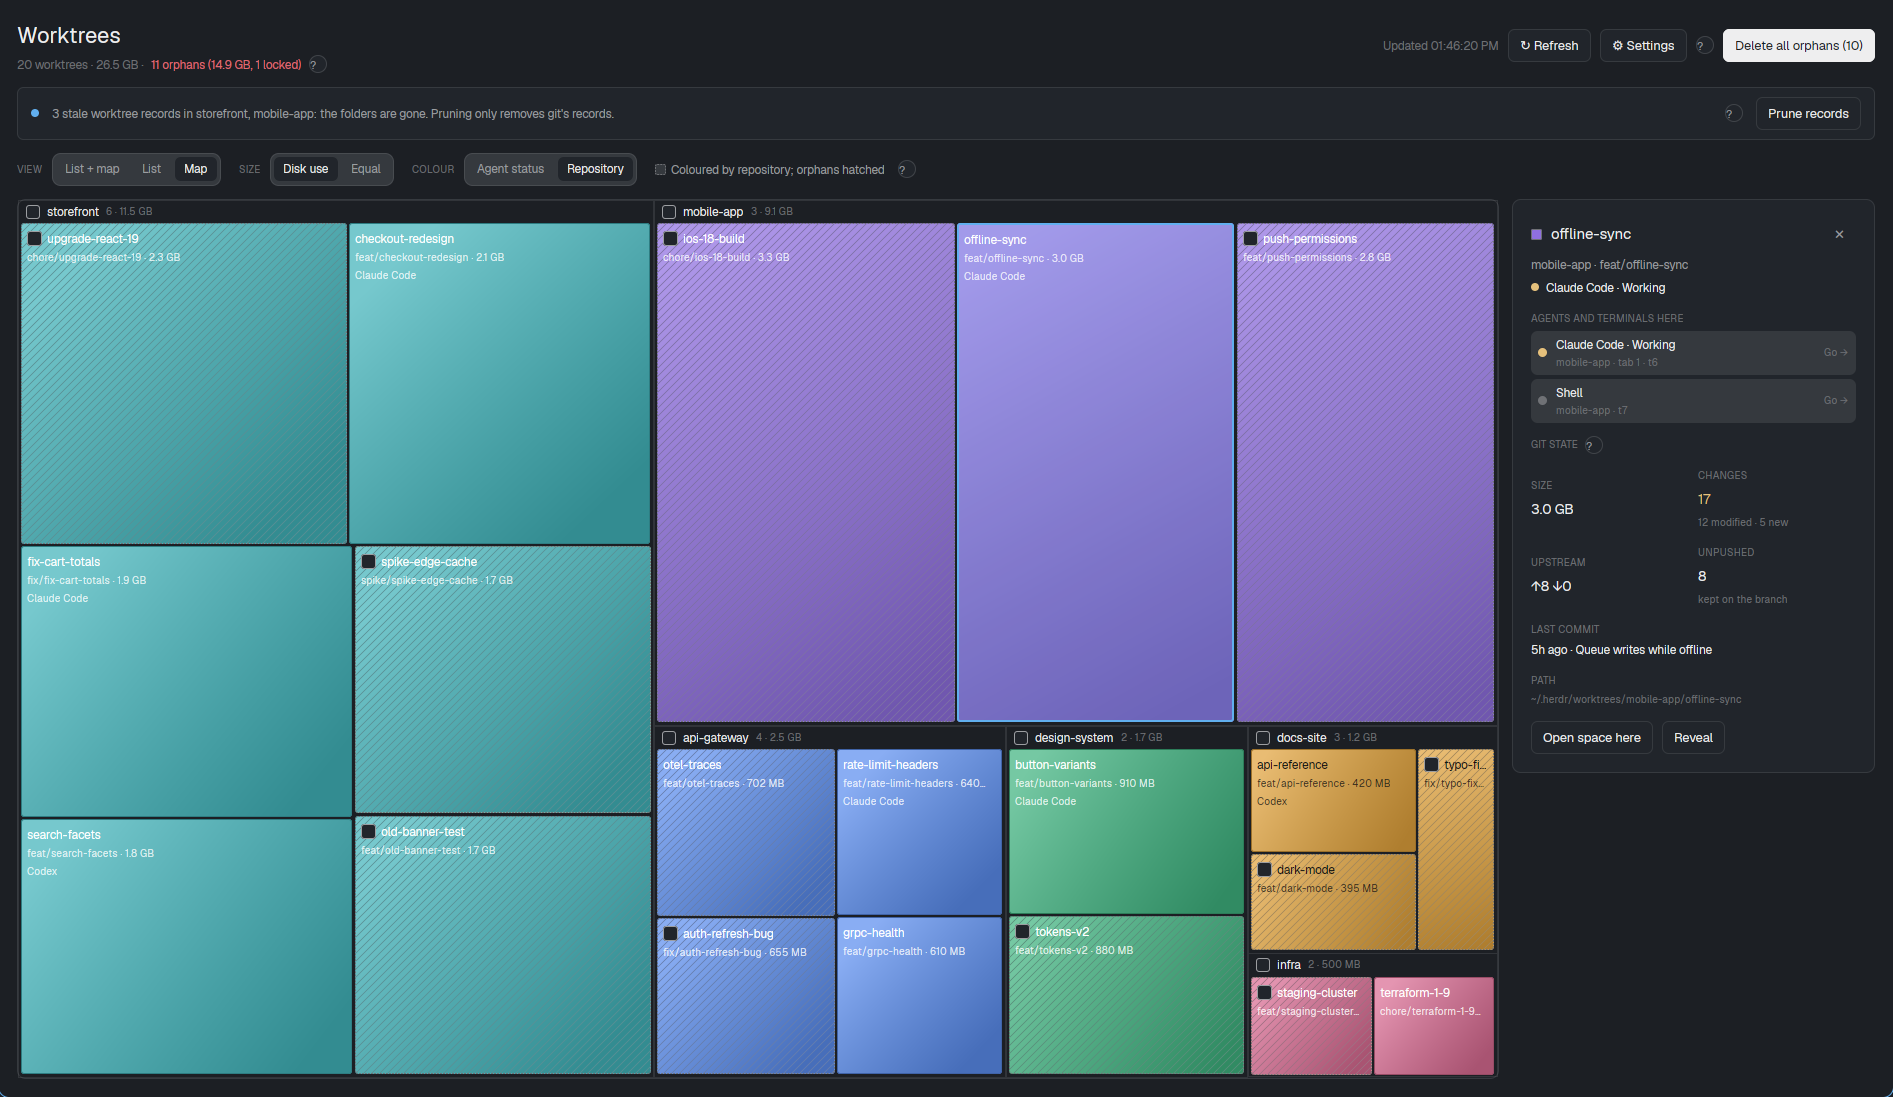 Worktrees
20 worktrees · 26.5 GB · 11 orphans (14.9 GB, 1 locked) ?
Updated 01:46:20 PM ↻ Refresh ⚙ Settings ? Delete all orphans (10)
3 stale worktree records in storefront, mobile-app: the folders are gone. Pruning only removes git's records. ? Prune records
VIEW List + map List Map SIZE Disk use Equal COLOUR Agent status Repository Coloured by repository; orphans hatched ?
storefront 6 · 11.5 GB
upgrade-react-19
chore/upgrade-react-19 · 2.3 GB
checkout-redesign
feat/checkout-redesign · 2.1 GB
Claude Code
fix-cart-totals
fix/fix-cart-totals · 1.9 GB
Claude Code
spike-edge-cache
spike/spike-edge-cache · 1.7 GB
search-facets
feat/search-facets · 1.8 GB
Codex
old-banner-test
feat/old-banner-test · 1.7 GB
mobile-app 3 · 9.1 GB
ios-18-build
chore/ios-18-build · 3.3 GB
offline-sync
feat/offline-sync · 3.0 GB
Claude Code
push-permissions
feat/push-permissions · 2.8 GB
api-gateway 4 · 2.5 GB
otel-traces
feat/otel-traces · 702 MB
rate-limit-headers
feat/rate-limit-headers · 640...
Claude Code
auth-refresh-bug
fix/auth-refresh-bug · 655 MB
grpc-health
feat/grpc-health · 610 MB
design-system 2 · 1.7 GB
button-variants
feat/button-variants · 910 MB
Claude Code
tokens-v2
feat/tokens-v2 · 880 MB
docs-site 3 · 1.2 GB
api-reference
feat/api-reference · 420 MB
Codex
typo-fi...
fix/typo-fix...
dark-mode
feat/dark-mode · 395 MB
infra 2 · 500 MB
staging-cluster
feat/staging-cluster...
terraform-1-9
chore/terraform-1-9...
offline-sync ×
mobile-app · feat/offline-sync
Claude Code · Working
AGENTS AND TERMINALS HERE
Claude Code · Working
mobile-app · tab 1 · t6
Go →
Shell
mobile-app · t7
Go →
GIT STATE ?
SIZE
3.0 GB
CHANGES
17
12 modified · 5 new
UPSTREAM
↑8 ↓0
UNPUSHED
8
kept on the branch
LAST COMMIT
5h ago · Queue writes while offline
PATH
~/.herdr/worktrees/mobile-app/offline-sync
Open space here Reveal